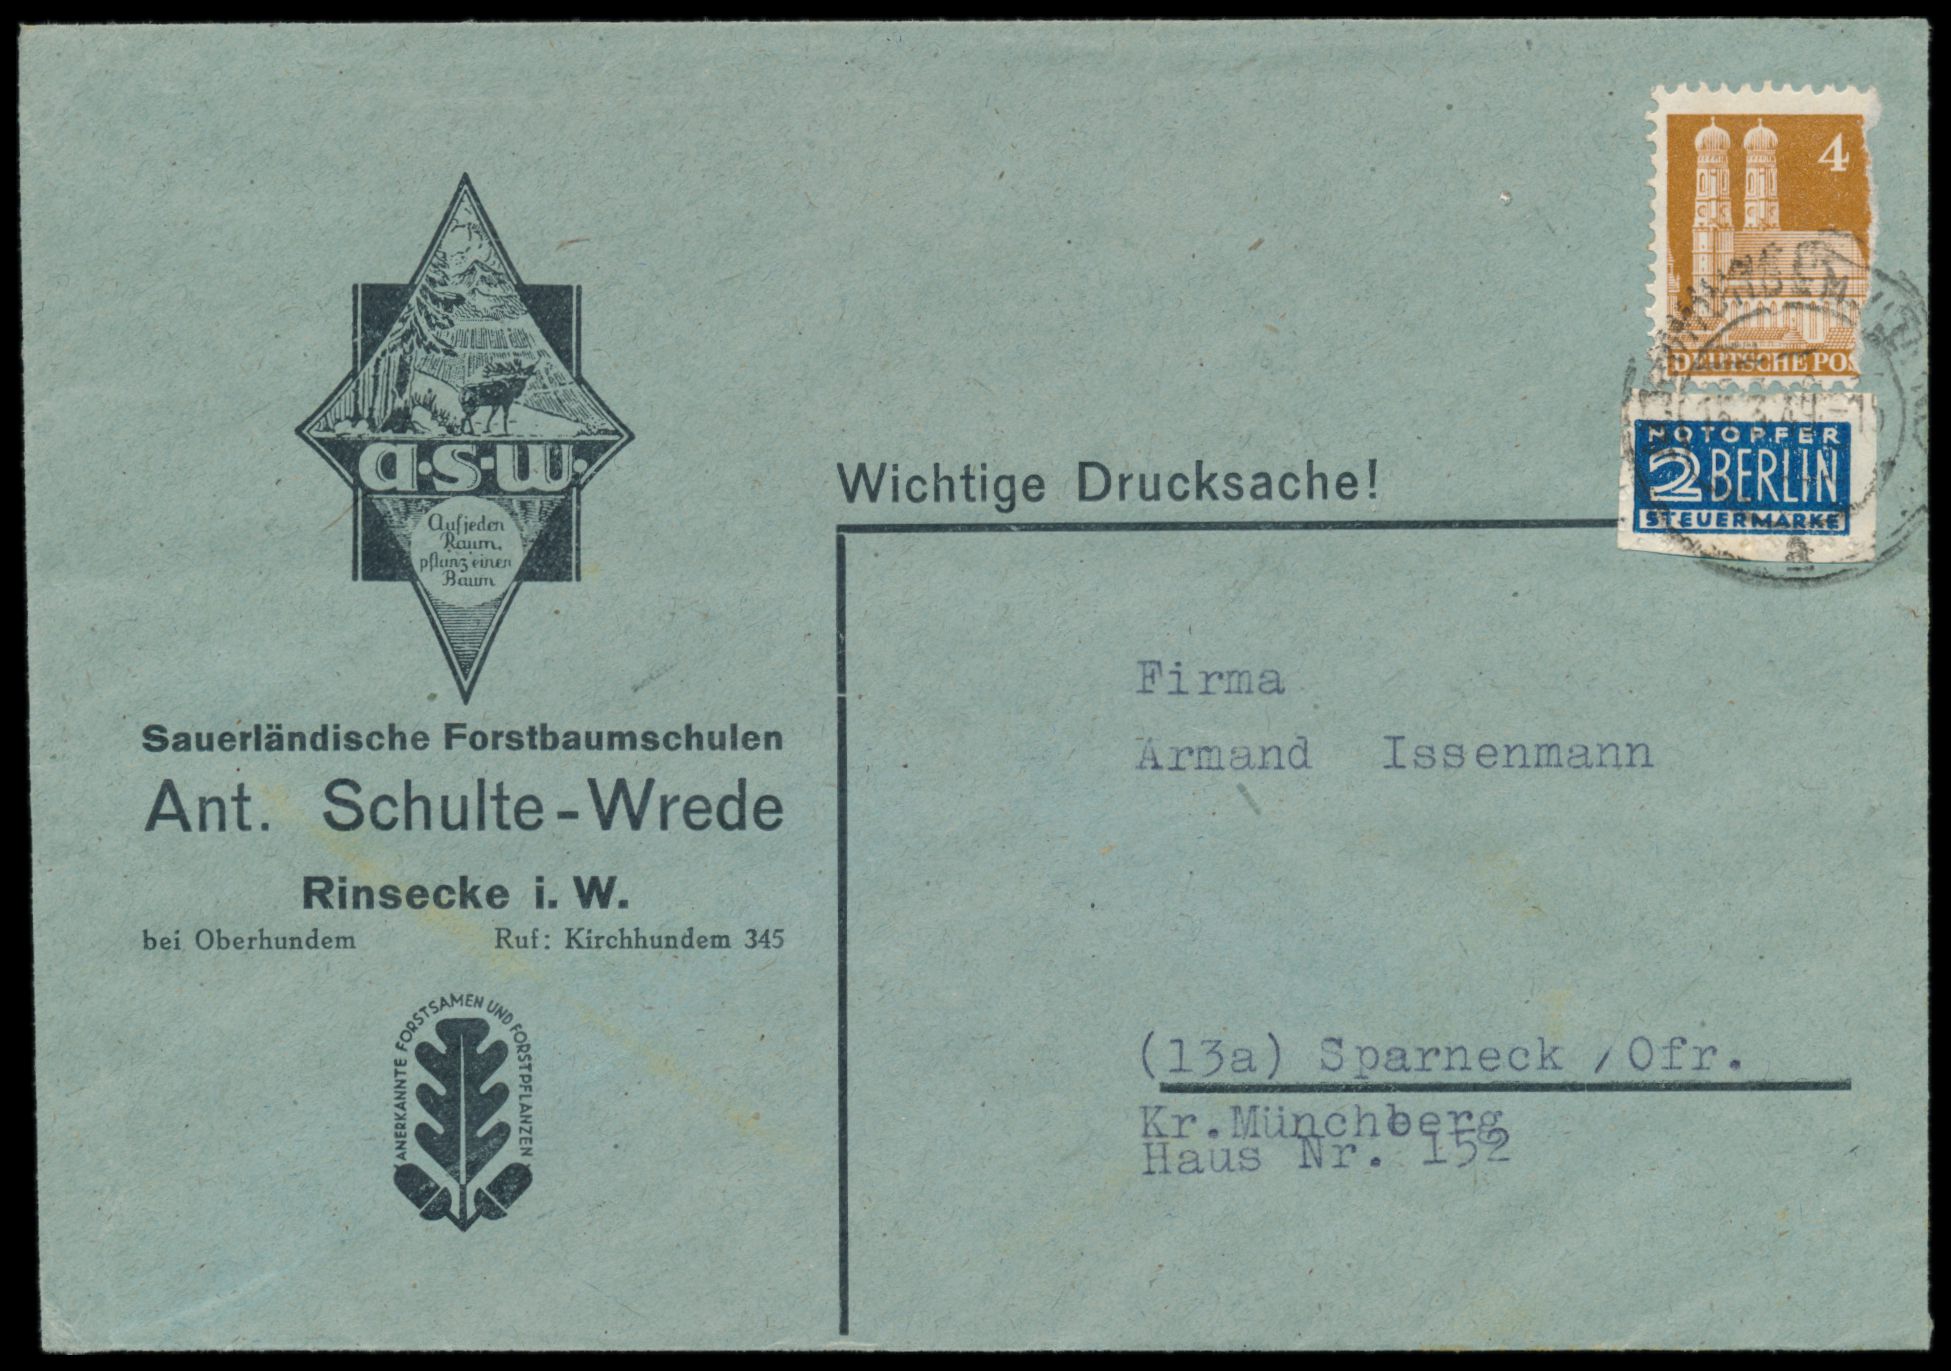 a·s·w.
Auf jeden
Raum,
pflanz einen
Baum
Sauerländische Forstbaumschulen
Ant. Schulte-Wrede
Rinsecke i. W.
bei Oberhundem Ruf: Kirchhundem 345
ANERKANNTE FORSTSAMEN UND FORSTPFLANZEN
Wichtige Drucksache!
4
DEUTSCHE POS
NOTOPFER
2 BERLIN
STEUERMARKE
a
Firma
Armand Issenmann
(13a) Sparneck /Ofr.
Kr.Münchberg
Haus Nr. 152